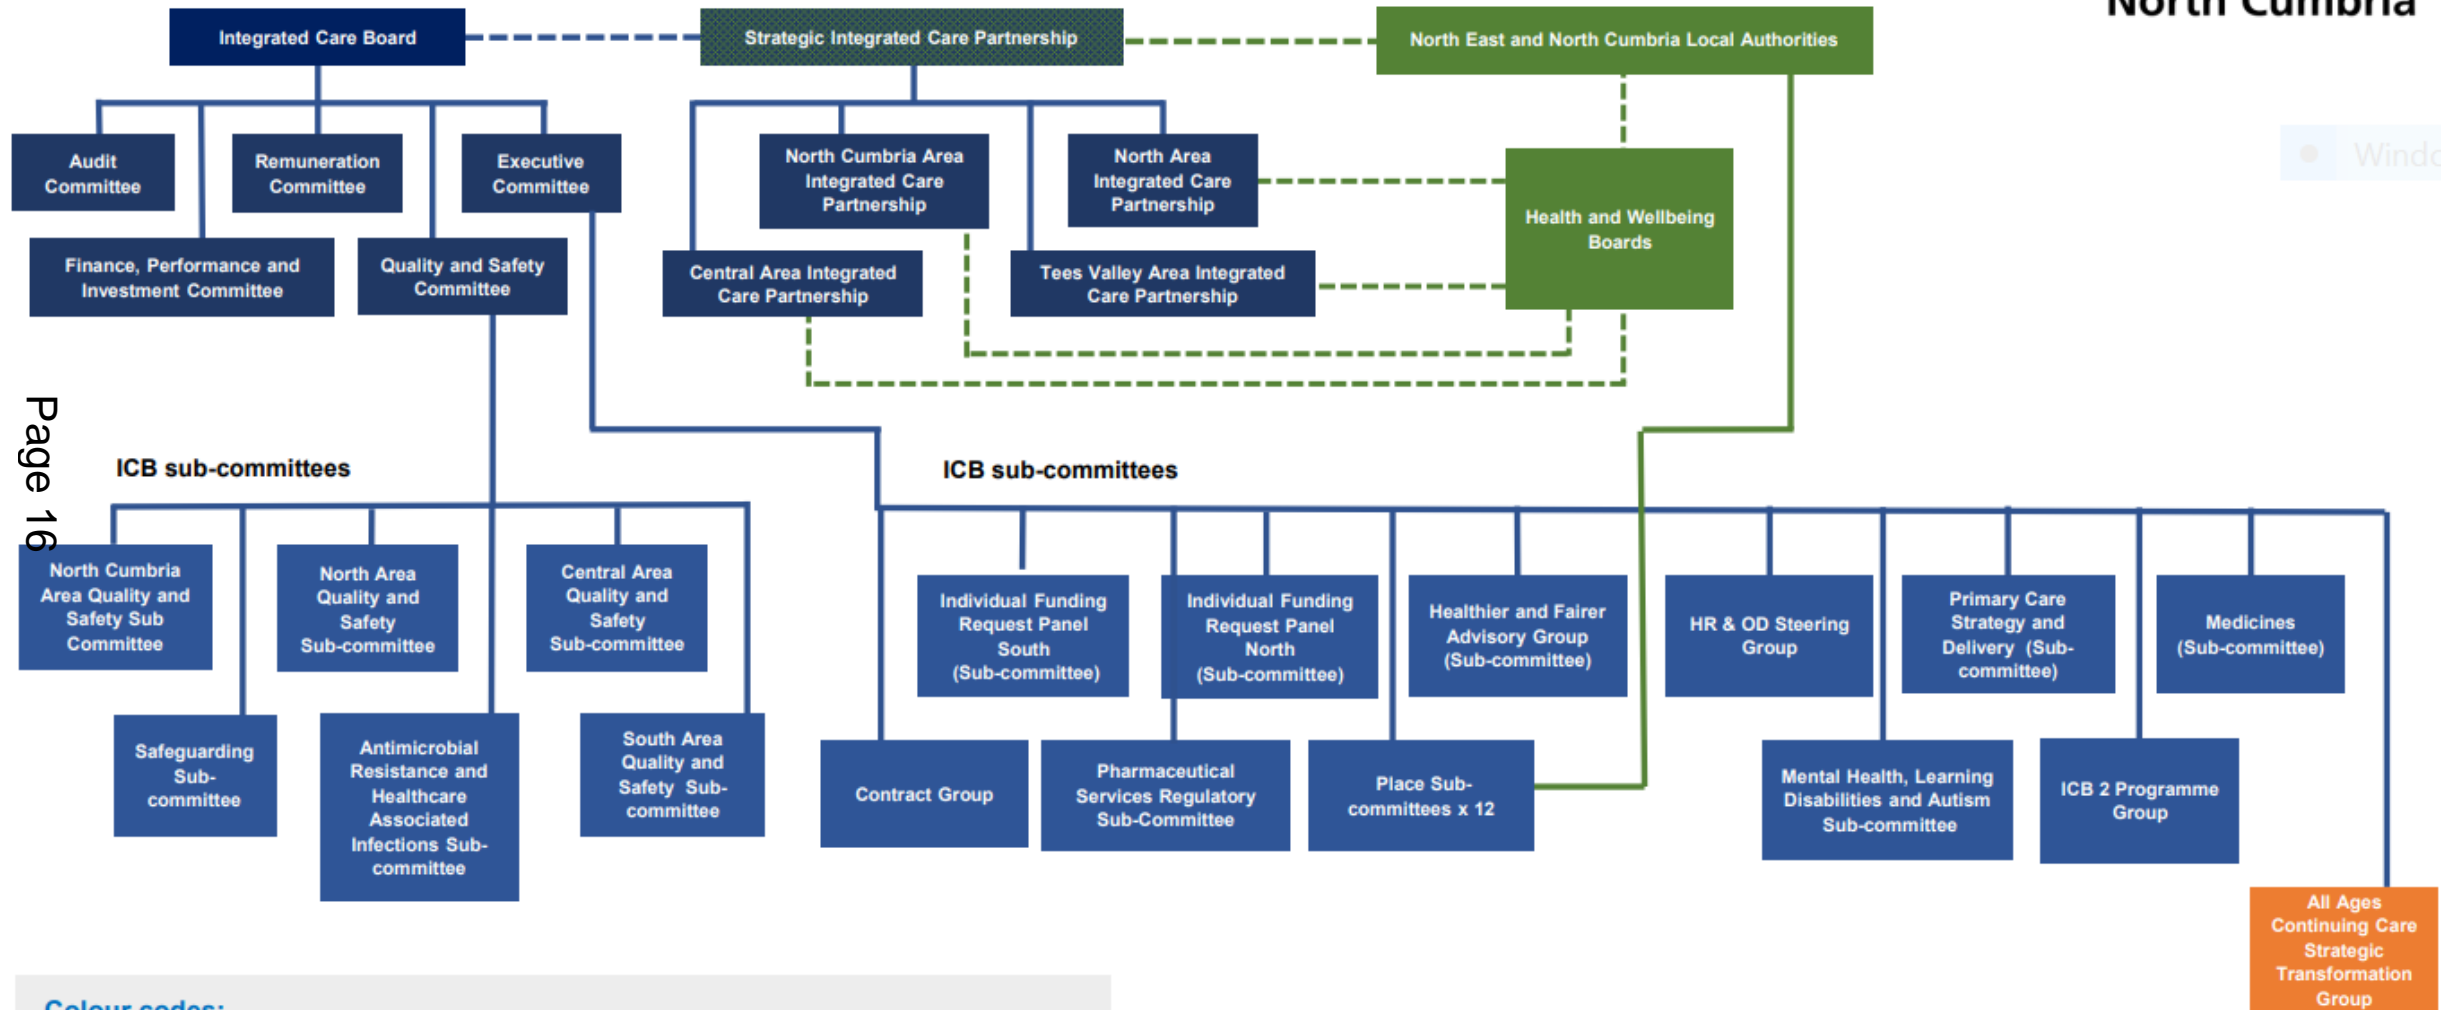 North Cumbria
Integrated Care Board
Strategic Integrated Care Partnership
North East and North Cumbria Local Authorities
Audit
Committee
Remuneration
Committee
Executive
Committee
North Cumbria Area
Integrated Care
Partnership
North Area
Integrated Care
Partnership
Health and Wellbeing
Boards
Finance, Performance and
Investment Committee
Quality and Safety
Committee
Central Area Integrated
Care Partnership
Tees Valley Area Integrated
Care Partnership
Page 16
ICB sub-committees
ICB sub-committees
North Cumbria
Area Quality and
Safety Sub
Committee
North Area
Quality and
Safety
Sub-committee
Central Area
Quality and
Safety
Sub-committee
Safeguarding
Sub-
committee
Antimicrobial
Resistance and
Healthcare
Associated
Infections Sub-
committee
South Area
Quality and
Safety Sub-
committee
Individual Funding
Request Panel
South
(Sub-committee)
Individual Funding
Request Panel
North
(Sub-committee)
Healthier and Fairer
Advisory Group
(Sub-committee)
HR & OD Steering
Group
Primary Care
Strategy and
Delivery (Sub-
committee)
Medicines
(Sub-committee)
Contract Group
Pharmaceutical
Services Regulatory
Sub-Committee
Place Sub-
committees x 12
Mental Health, Learning
Disabilities and Autism
Sub-committee
ICB 2 Programme
Group
All Ages
Continuing Care
Strategic
Transformation
Group
Colour codes: